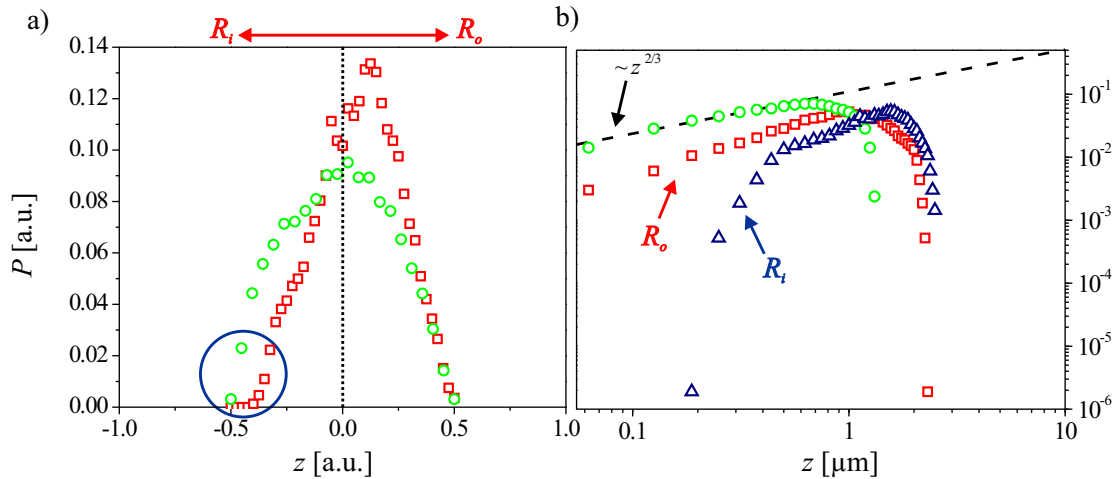 a)
R_i R_o
0.14
0.12
0.10
0.08
0.06
0.04
0.02
0.00
P [a.u.]
-1.0 -0.5 0.0 0.5 1.0
z [a.u.]
b)
~z^{2/3}
R_o
R_i
10^{-1}
10^{-2}
10^{-3}
10^{-4}
10^{-5}
10^{-6}
0.1 1 10
z [µm]